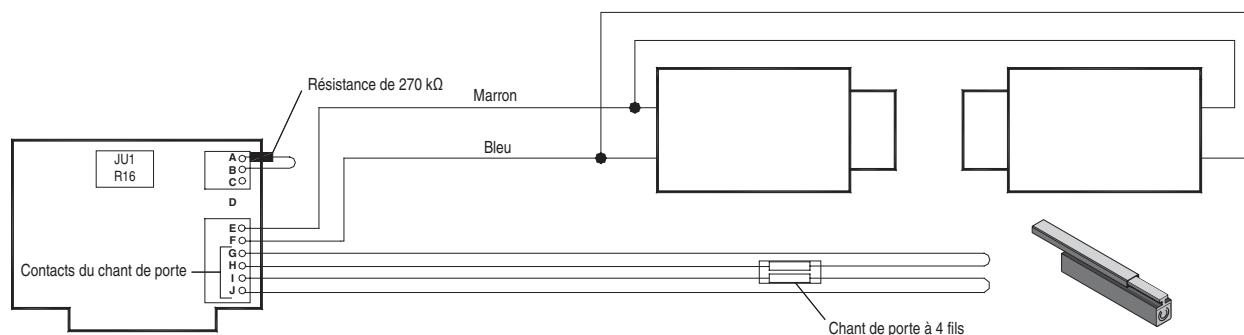 Résistance de 270 kΩ
Marron
Bleu
JU1
R16
A
B
C
D
E
F
G
H
I
J
Contacts du chant de porte
Chant de porte à 4 fils